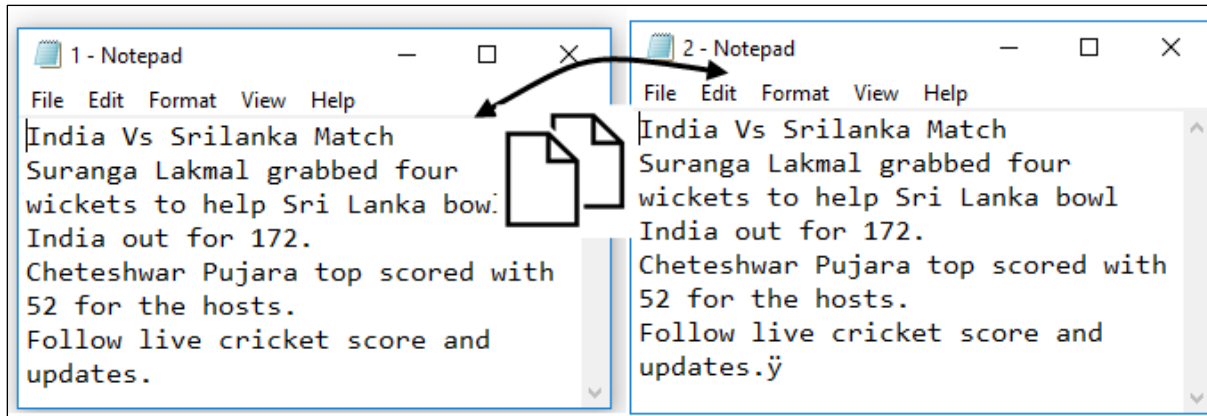 1 - Notepad
File Edit Format View Help
India Vs Srilanka Match
Suranga Lakmal grabbed four
wickets to help Sri Lanka bowl
India out for 172.
Cheteshwar Pujara top scored with
52 for the hosts.
Follow live cricket score and
updates.
2 - Notepad
File Edit Format View Help
India Vs Srilanka Match
Suranga Lakmal grabbed four
wickets to help Sri Lanka bowl
India out for 172.
Cheteshwar Pujara top scored with
52 for the hosts.
Follow live cricket score and
updates.ÿ